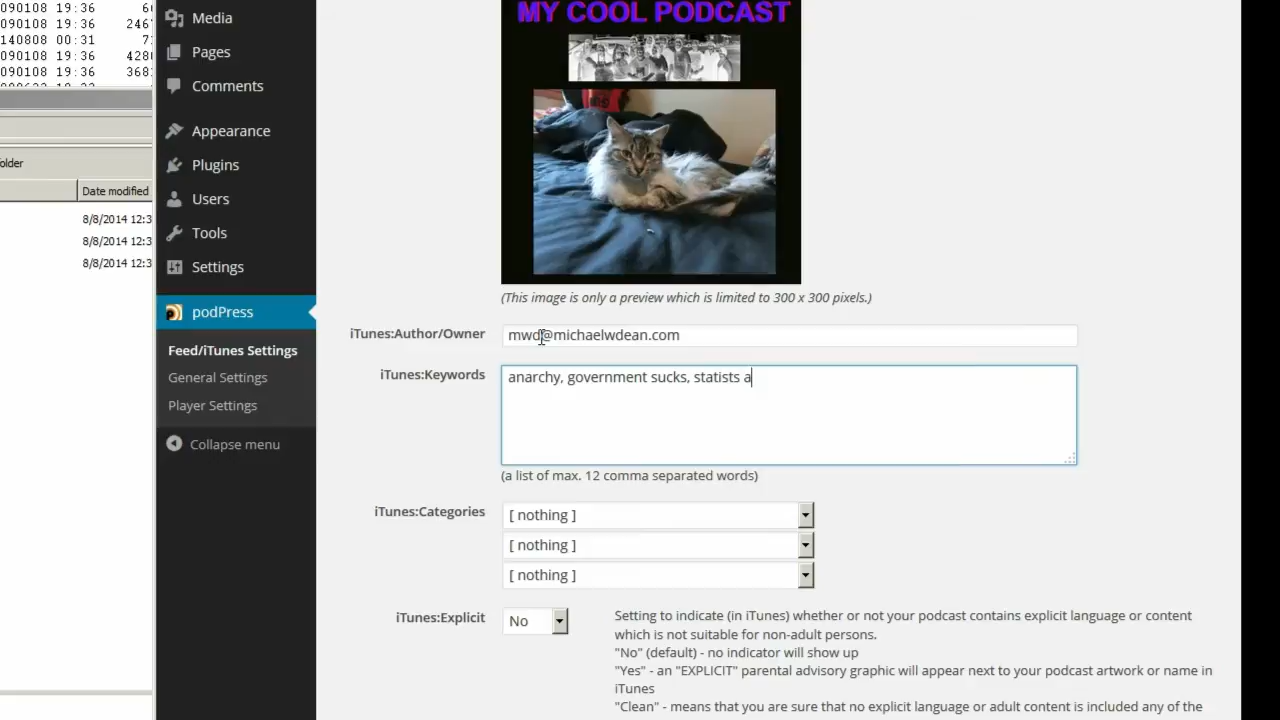 090108 19:36
090108 19:36 2467
140808 00:31
090108 19:36 4280
090108 19:36
older
Date modified
8/8/2014 12:3
8/8/2014 12:3
8/8/2014 12:3
Media
Pages
Comments
Appearance
Plugins
Users
Tools
Settings
podPress
Feed/iTunes Settings
General Settings
Player Settings
Collapse menu
MY COOL PODCAST
(This image is only a preview which is limited to 300 x 300 pixels.)
iTunes:Author/Owner
mwd@michaelwdean.com
iTunes:Keywords
anarchy, government sucks, statists a
(a list of max. 12 comma separated words)
iTunes:Categories
[ nothing ]
[ nothing ]
[ nothing ]
iTunes:Explicit
No
Setting to indicate (in iTunes) whether or not your podcast contains explicit language or content
which is not suitable for non-adult persons.
"No" (default) - no indicator will show up
"Yes" - an "EXPLICIT" parental advisory graphic will appear next to your podcast artwork or name in
iTunes
"Clean" - means that you are sure that no explicit language or adult content is included any of the